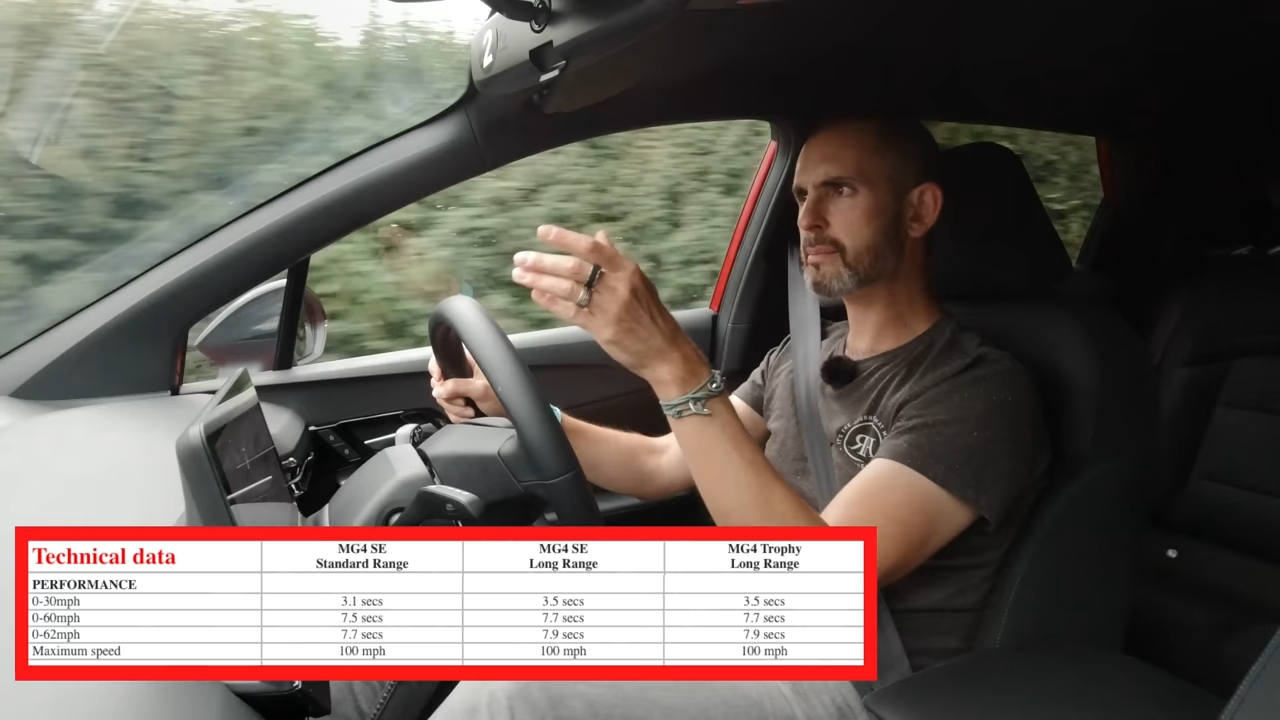 2
Technical data
MG4 SE
Standard Range
MG4 SE
Long Range
MG4 Trophy
Long Range
PERFORMANCE
0-30mph 3.1 secs 3.5 secs 3.5 secs
0-60mph 7.5 secs 7.7 secs 7.7 secs
0-62mph 7.7 secs 7.9 secs 7.9 secs
Maximum speed 100 mph 100 mph 100 mph